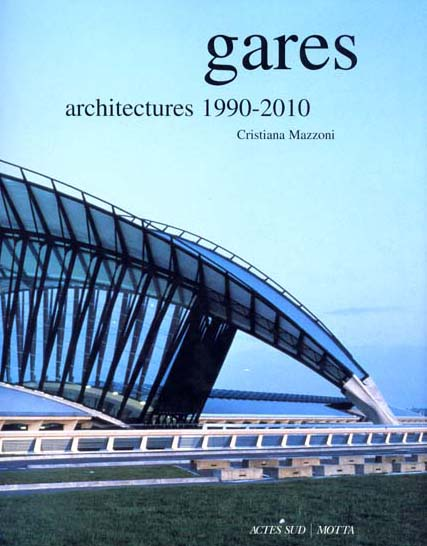 gares
architectures 1990-2010
Cristiana Mazzoni
ACTES SUD | MOTTA